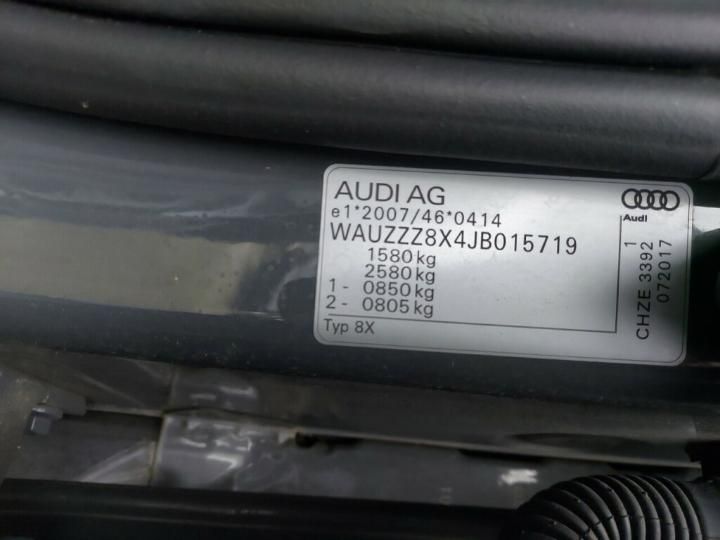 AUDI AG
e1*2007/46*0414
WAUZZZ8X4JB015719
1580kg
2580kg
1 - 0850kg
2 - 0805kg
Typ 8X
Audi
CHZE 3392 1
072017